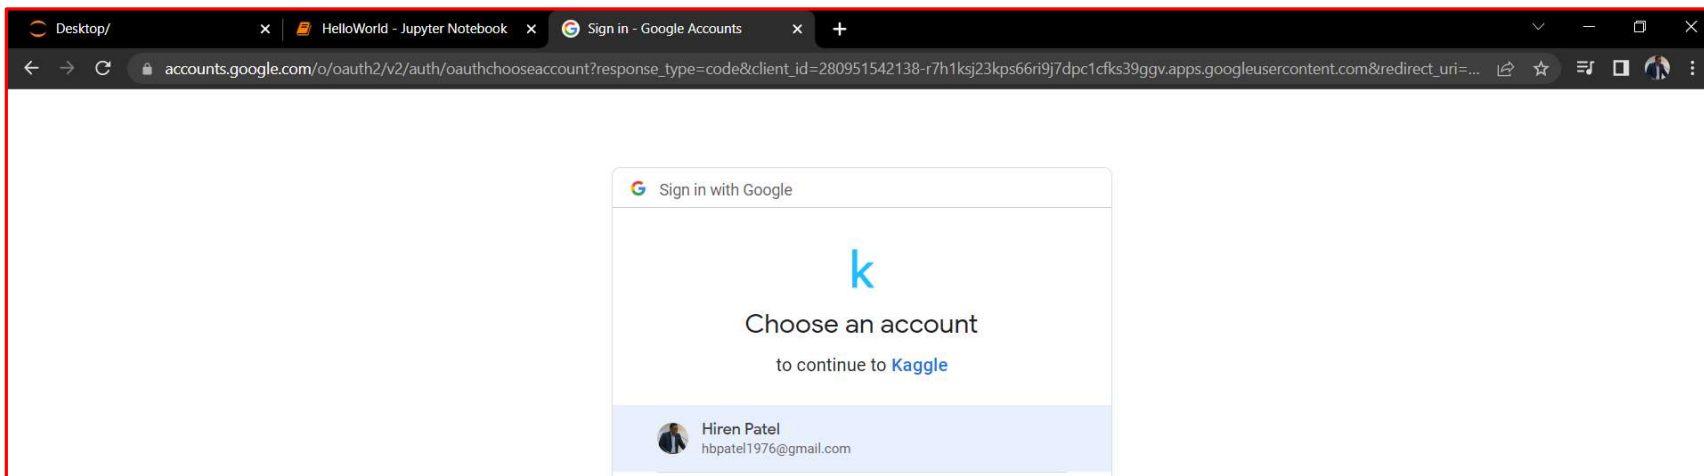 Desktop/
HelloWorld - Jupyter Notebook
Sign in - Google Accounts
accounts.google.com/o/oauth2/v2/auth/oauthchooseaccount?response_type=code&client_id=280951542138-r7h1ksj23kps66ri9j7dpc1cfks39ggv.apps.googleusercontent.com&redirect_uri=...
Sign in with Google
k
Choose an account
to continue to Kaggle
Hiren Patel
hbpatel1976@gmail.com